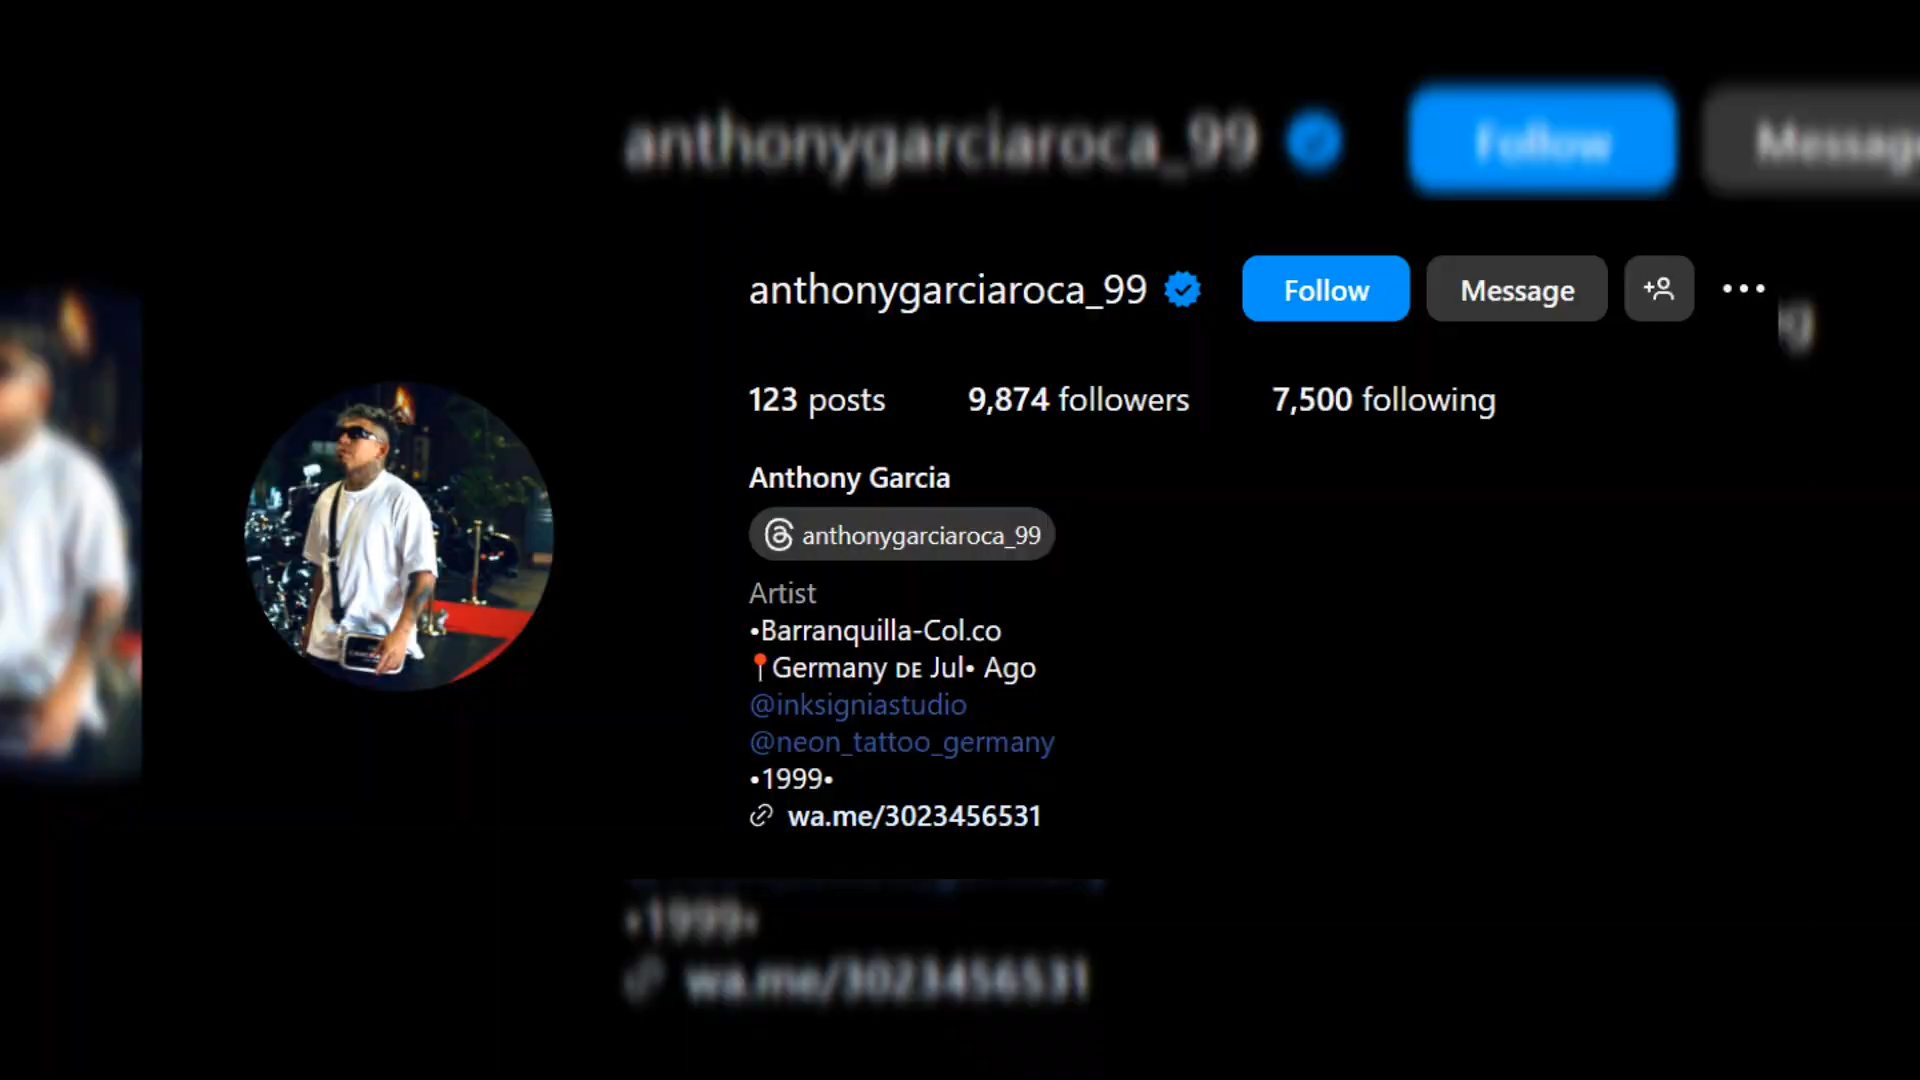 anthonygarciaroca_99 Follow Message
anthonygarciaroca_99 Follow Message
123 posts 9,874 followers 7,500 following
Anthony Garcia
anthonygarciaroca_99
Artist
•Barranquilla-Col.co
📍Germany ᴅᴇ Jul• Ago
@inksigniastudio
@neon_tattoo_germany
•1999•
wa.me/3023456531
•1999•
wa.me/3023456531